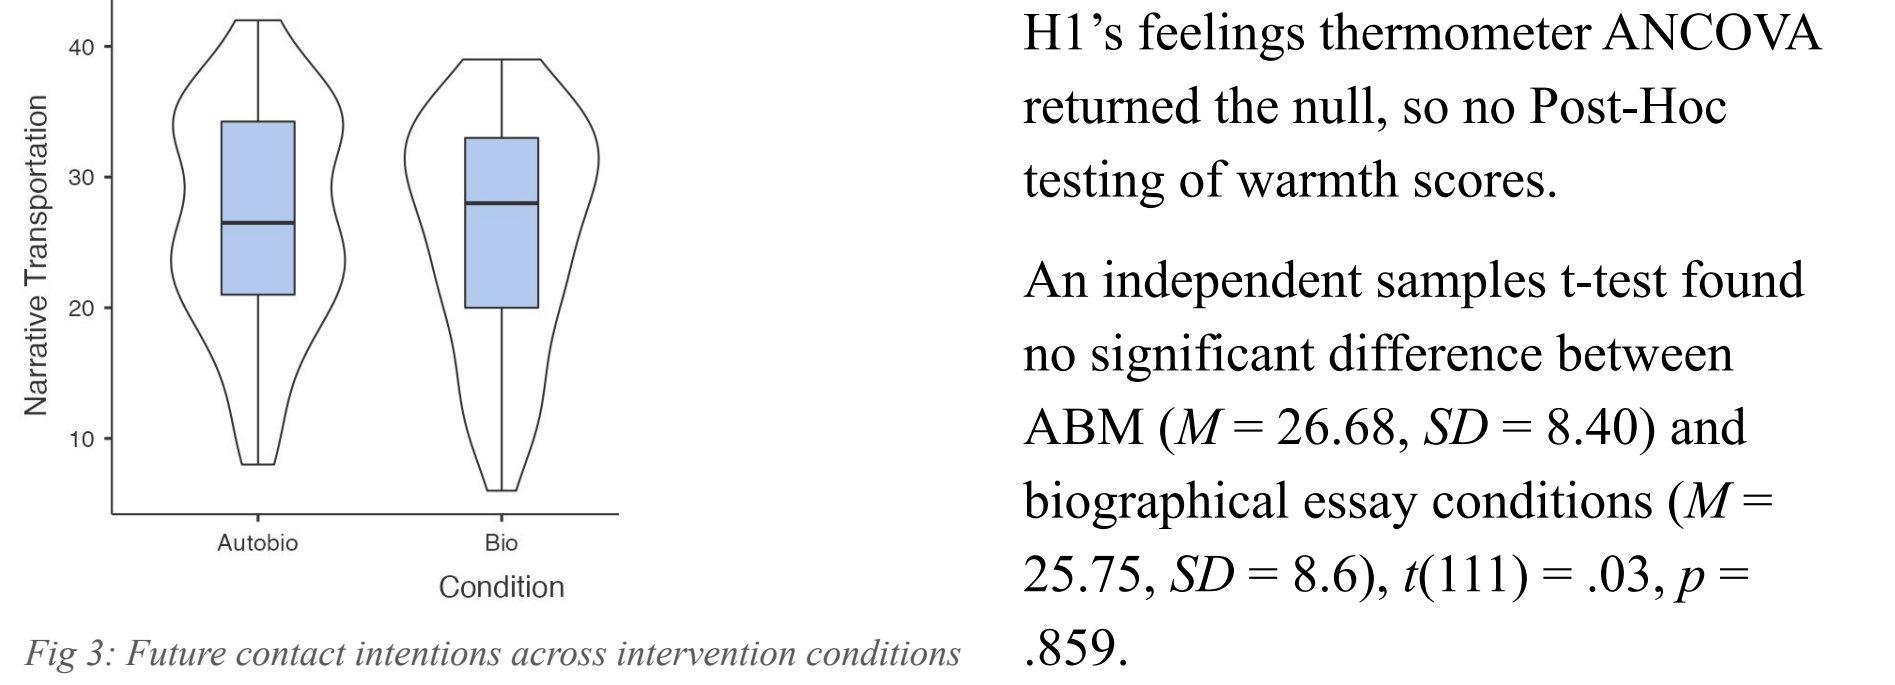 40
30
20
10
Narrative Transportation
Autobio
Bio
Condition
Fig 3: Future contact intentions across intervention conditions
H1’s feelings thermometer ANCOVA
returned the null, so no Post-Hoc
testing of warmth scores.
An independent samples t-test found
no significant difference between
ABM (M = 26.68, SD = 8.40) and
biographical essay conditions (M =
25.75, SD = 8.6), t(111) = .03, p =
.859.